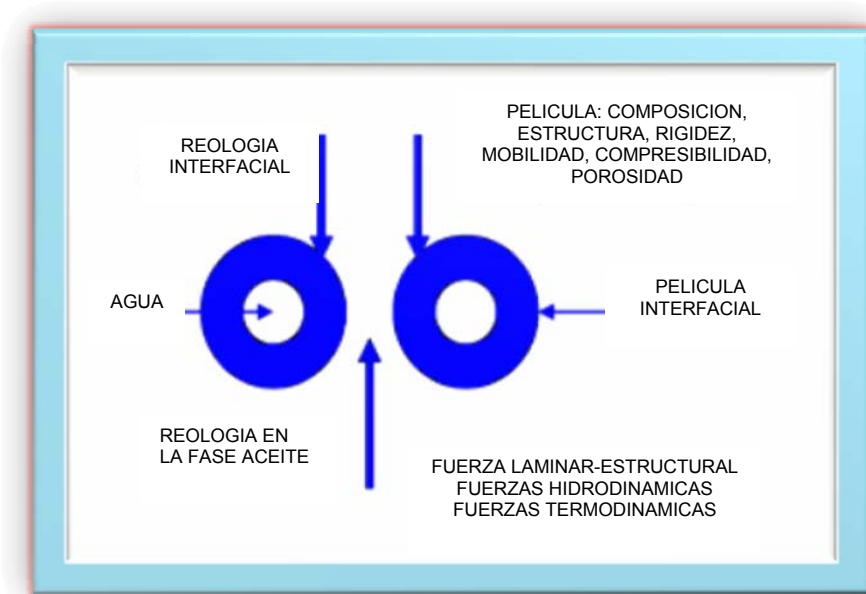 REOLOGIA
INTERFACIAL
PELICULA: COMPOSICION,
ESTRUCTURA, RIGIDEZ,
MOBILIDAD, COMPRESIBILIDAD,
POROSIDAD
AGUA
PELICULA
INTERFACIAL
REOLOGIA EN
LA FASE ACEITE
FUERZA LAMINAR-ESTRUCTURAL
FUERZAS HIDRODINAMICAS
FUERZAS TERMODINAMICAS